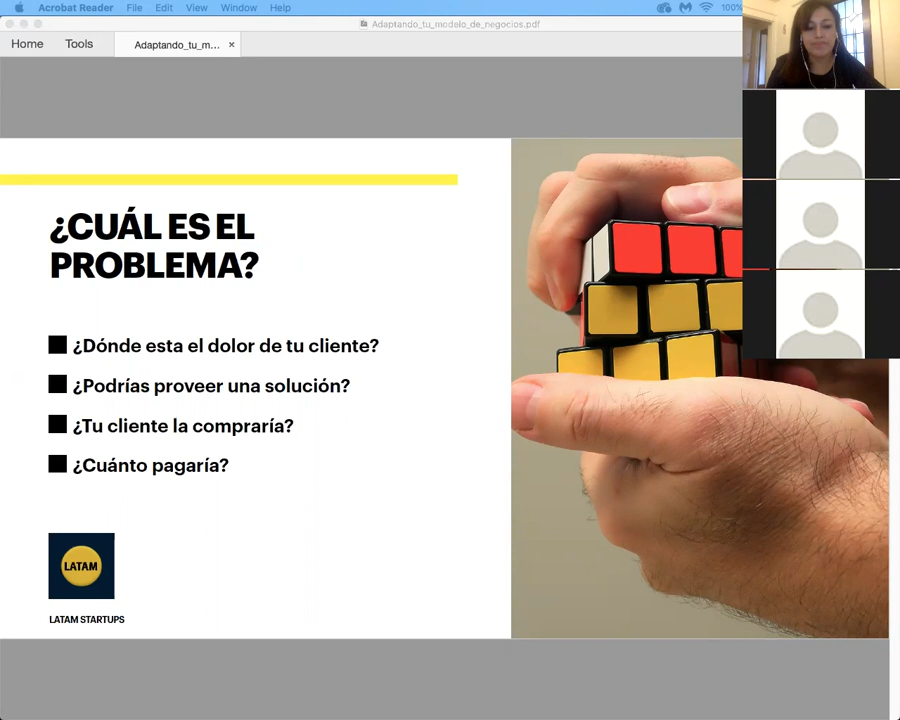 Acrobat Reader File Edit View Window Help 100%
Adaptando_tu_modelo_de_negocios.pdf
Home Tools Adaptando_tu_m... ×
¿CUÁL ES EL
PROBLEMA?
¿Dónde esta el dolor de tu cliente?
¿Podrías proveer una solución?
¿Tu cliente la compraría?
¿Cuánto pagaría?
LATAM
LATAM STARTUPS